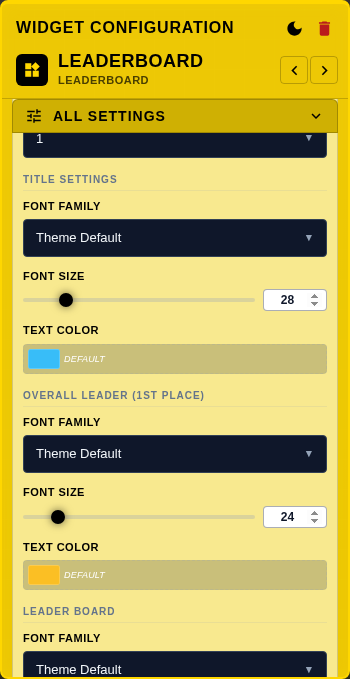 WIDGET CONFIGURATION
LEADERBOARD
LEADERBOARD
ALL SETTINGS
1
TITLE SETTINGS
FONT FAMILY
Theme Default
FONT SIZE
28
TEXT COLOR
DEFAULT
OVERALL LEADER (1ST PLACE)
FONT FAMILY
Theme Default
FONT SIZE
24
TEXT COLOR
DEFAULT
LEADER BOARD
FONT FAMILY
Theme Default